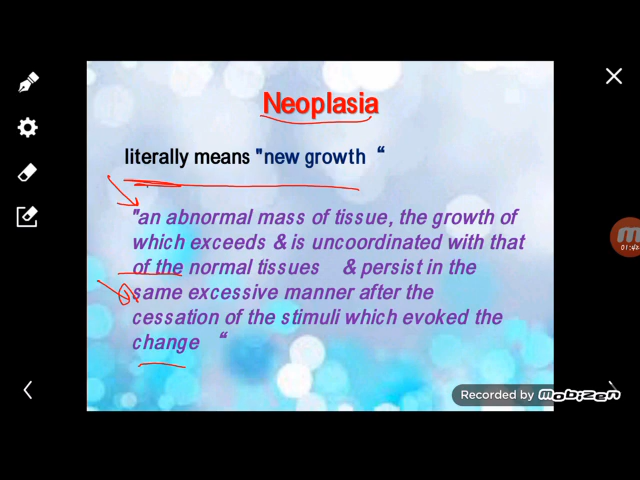 Neoplasia
literally means "new growth “
"an abnormal mass of tissue, the growth of
which exceeds & is uncoordinated with that
of the normal tissues & persist in the
same excessive manner after the
cessation of the stimuli which evoked the
change “
Recorded by Mobizen